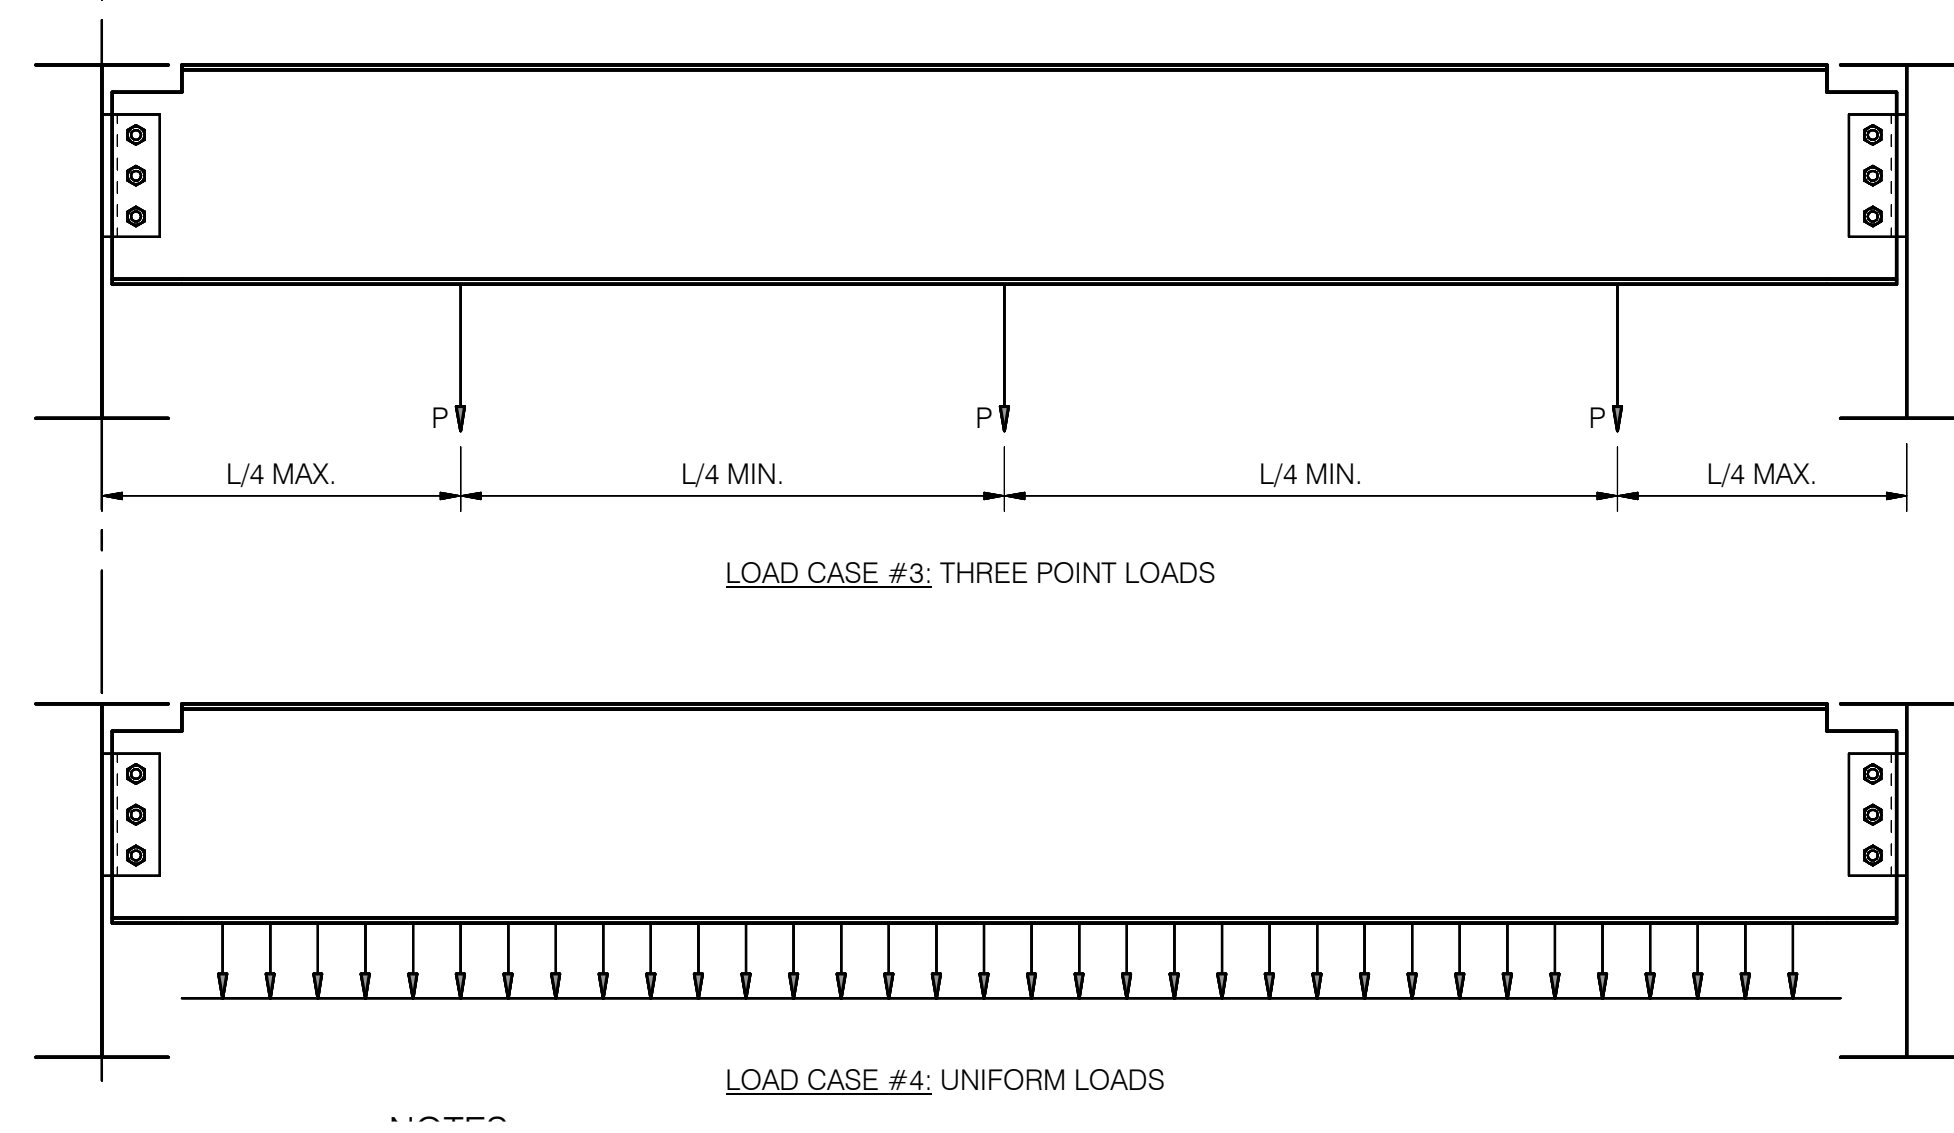 P P P
L/4 MAX. L/4 MIN. L/4 MIN. L/4 MAX.
LOAD CASE #3: THREE POINT LOADS
LOAD CASE #4: UNIFORM LOADS
NOTES